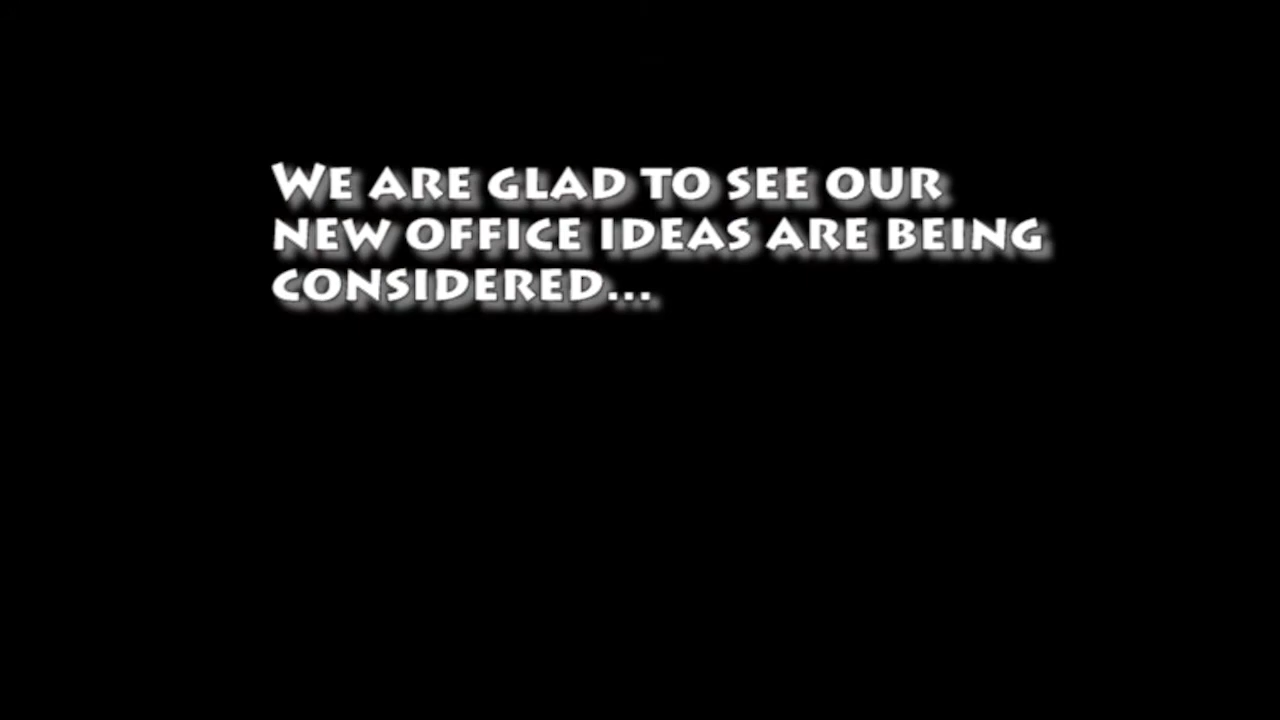 We are glad to see our
new office ideas are being
considered...